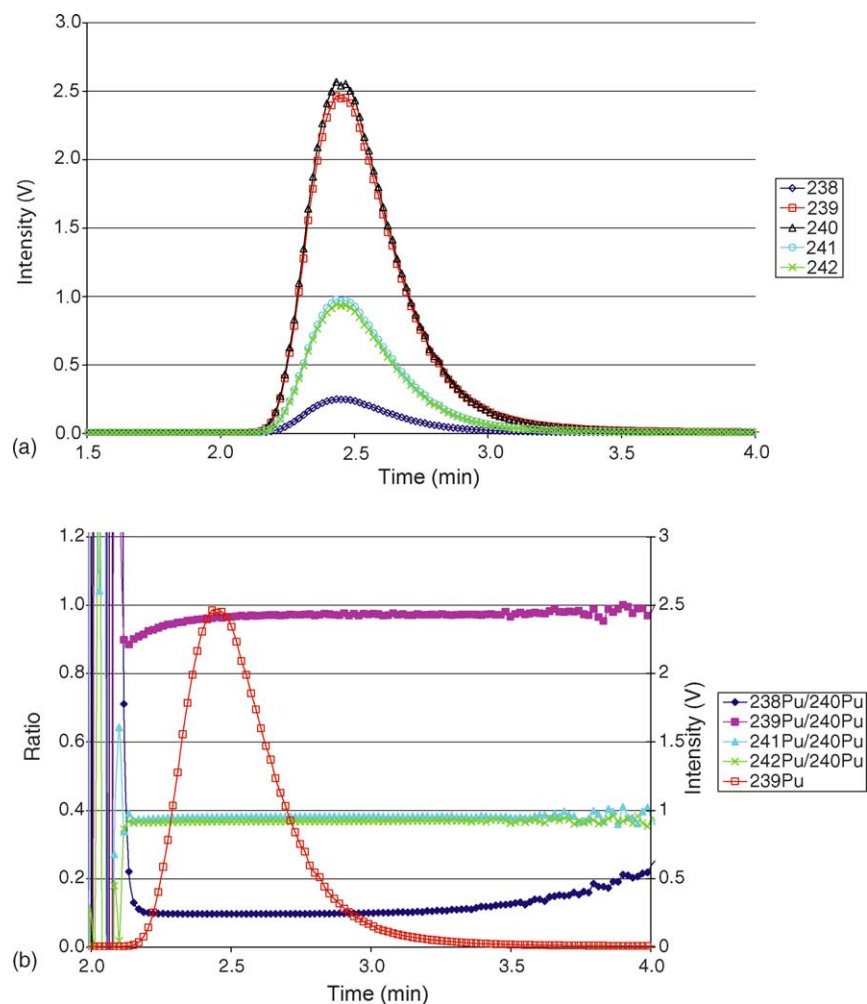 3.0
2.5
2.0
1.5
1.0
0.5
0.0
Intensity (V)
1.5 2.0 2.5 3.0 3.5 4.0
Time (min)
(a)
238
239
240
241
242
1.2
1.0
0.8
0.6
0.4
0.2
0.0
Ratio
3
2.5
2
1.5
1
0.5
0
Intensity (V)
2.0 2.5 3.0 3.5 4.0
Time (min)
(b)
238Pu/240Pu
239Pu/240Pu
241Pu/240Pu
242Pu/240Pu
239Pu